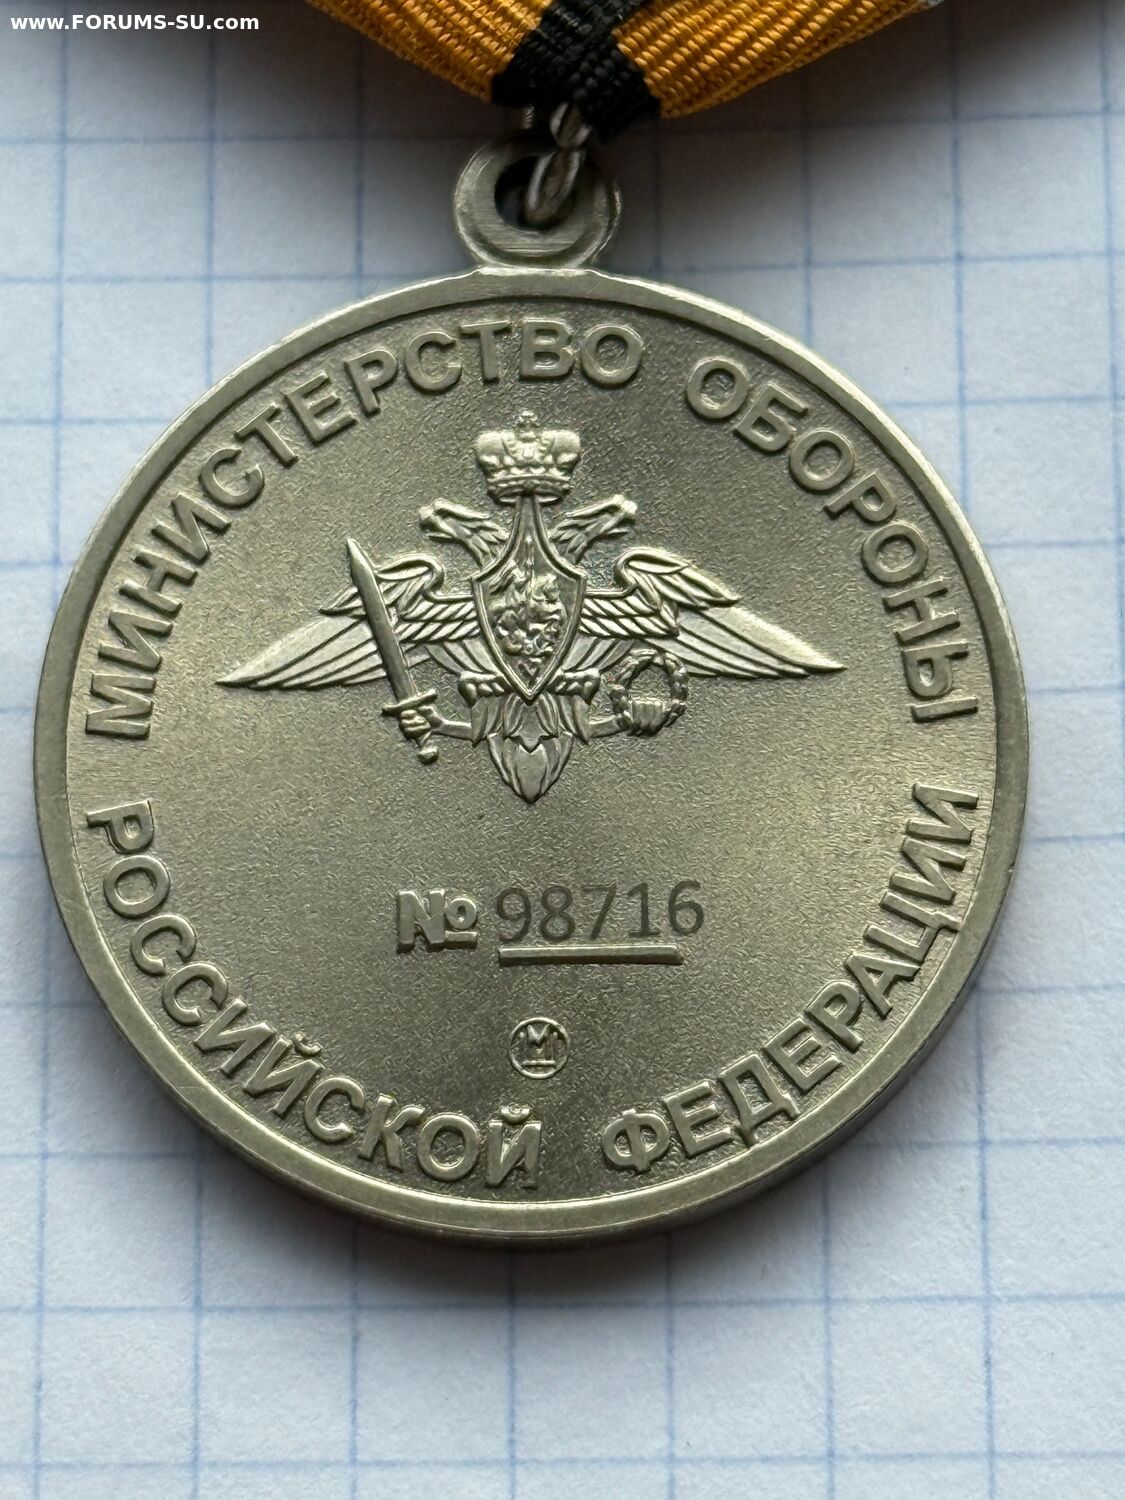 www.FORUMS-SU.com
МИНИСТЕРСТВО ОБОРОНЫ
РОССИЙСКОЙ ФЕДЕРАЦИИ
№ 98716
М